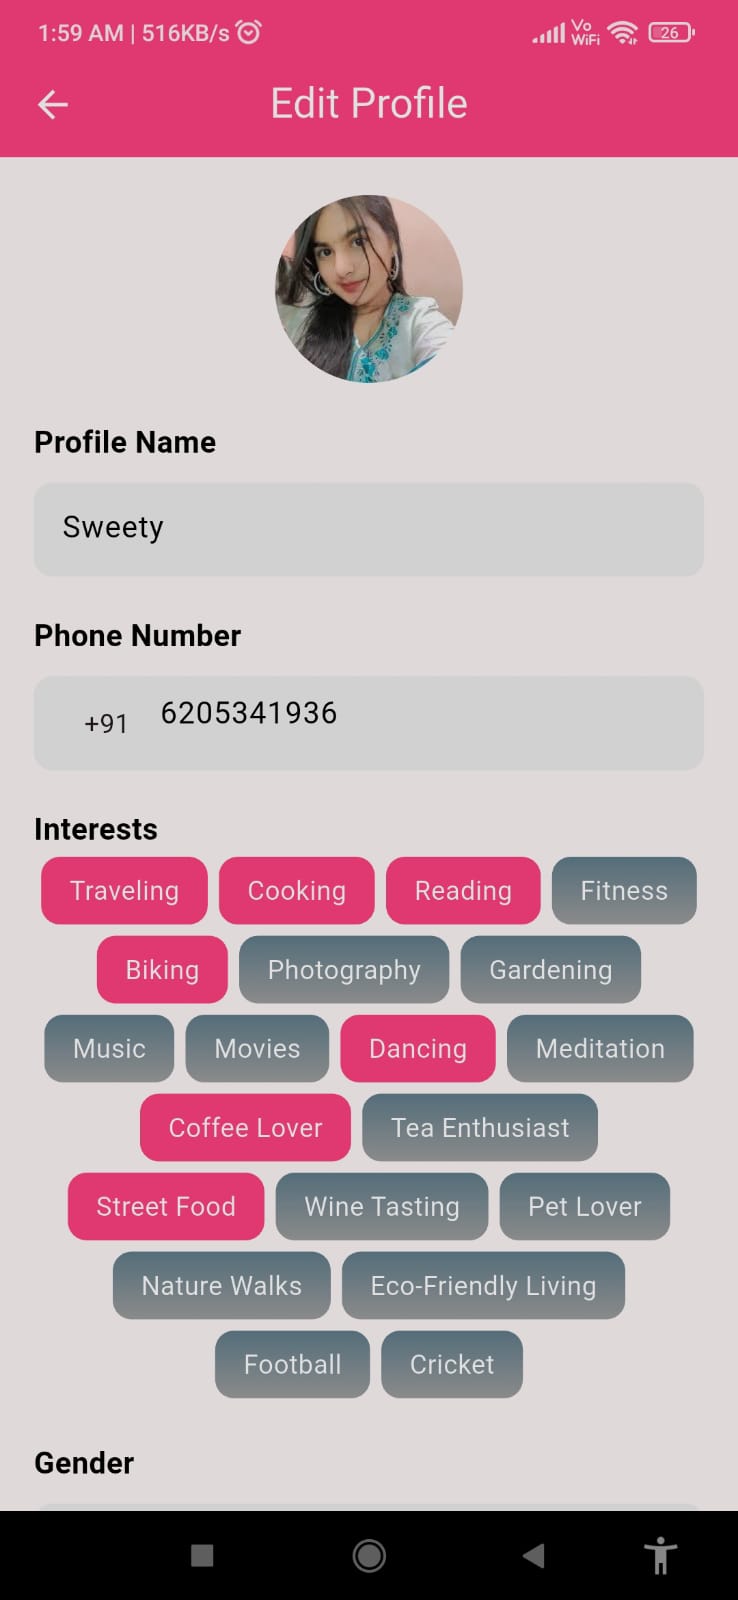 1:59 AM | 516KB/s Vo WiFi 26
Edit Profile
Profile Name
Sweety
Phone Number
+91 6205341936
Interests
Traveling Cooking Reading Fitness
Biking Photography Gardening
Music Movies Dancing Meditation
Coffee Lover Tea Enthusiast
Street Food Wine Tasting Pet Lover
Nature Walks Eco-Friendly Living
Football Cricket
Gender